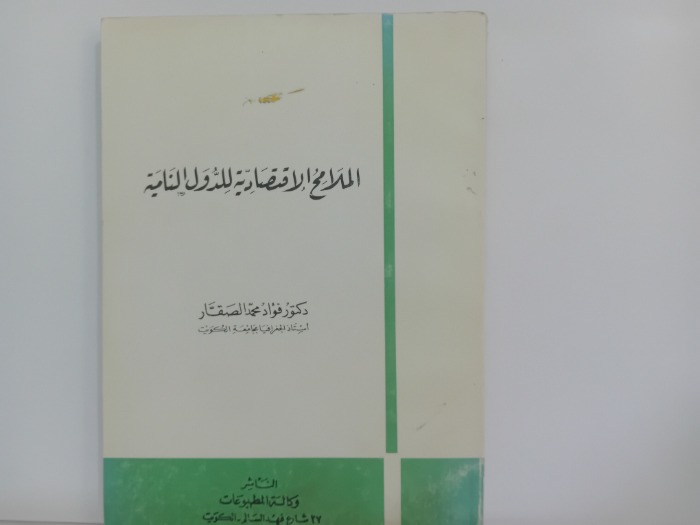 الملامح الاقتصادية للدول النامية
دكتور فؤاد محمد الصقار
أستاذ الجغرافيا بجامعة الكويت
الناشر
وكالة المطبوعات
٢٧ شارع فهد السالم - الكويت